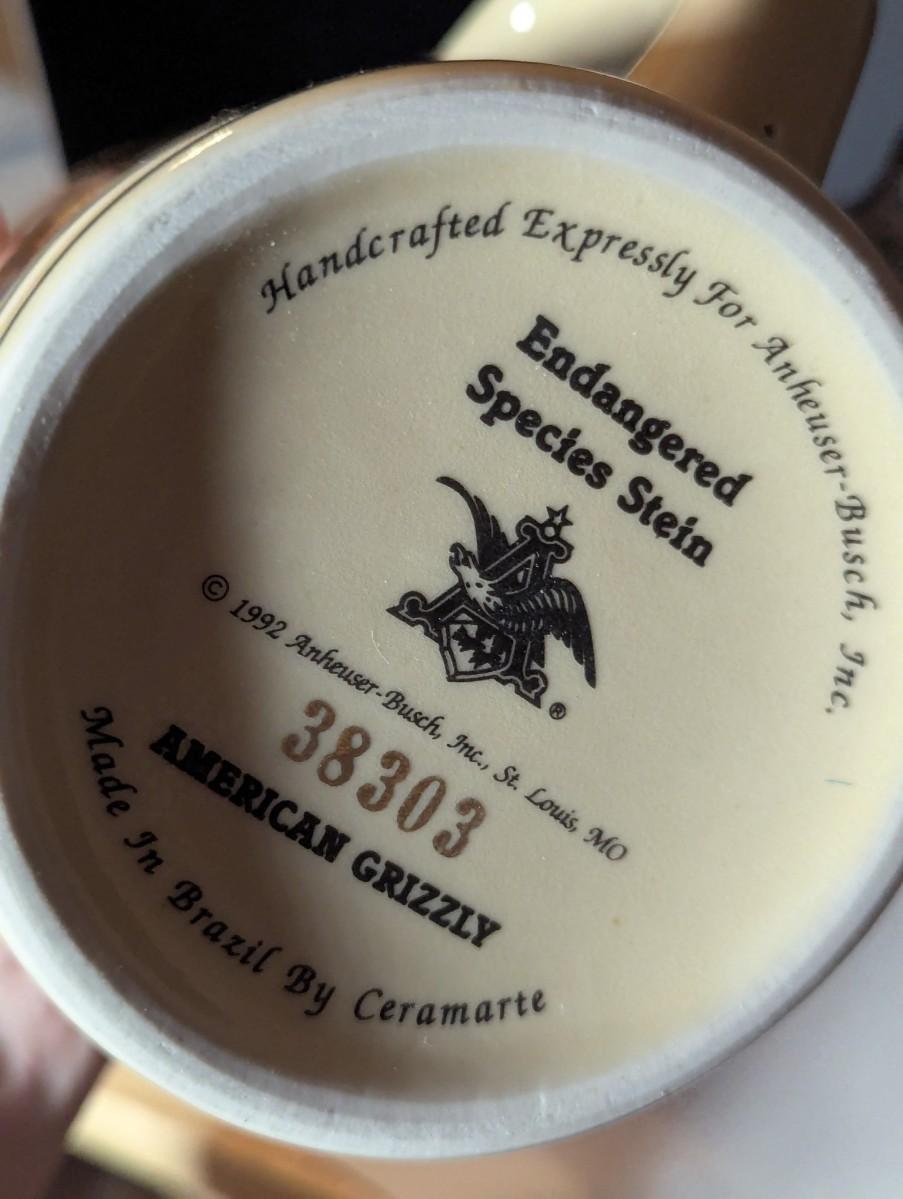 Handcrafted Expressly For Anheuser-Busch, Inc.
Endangered
Species Stein
®
© 1992 Anheuser-Busch, Inc., St. Louis, MO
38303
AMERICAN GRIZZLY
Made In Brazil By Ceramarte